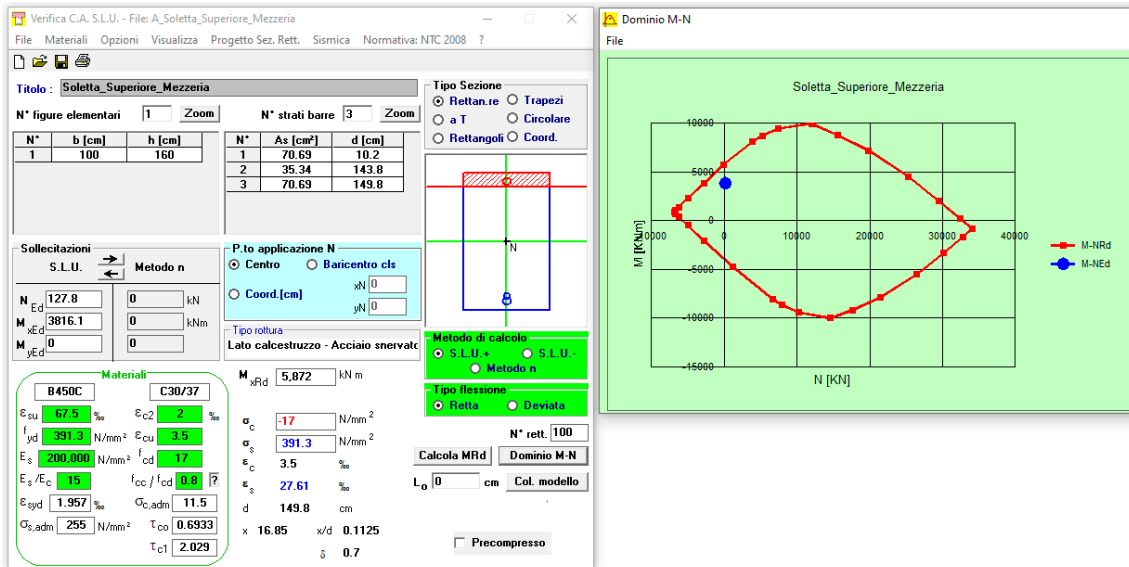 Verifica C.A. S.L.U. - File: A_Soletta_Superiore_Mezzeria
File Materiali Opzioni Visualizza Progetto Sez. Rett. Sismica Normativa: NTC 2008 ?
Titolo : Soletta_Superiore_Mezzeria
N° figure elementari 1 Zoom N° strati barre 3 Zoom
N° b [cm] h [cm]
1 100 160
N° As [cm²] d [cm]
1 70.69 10.2
2 35.34 143.8
3 70.69 149.8
Tipo Sezione
Rettan.re Trapezi
a T Circolare
Rettangoli Coord.
N
Sollecitazioni
S.L.U. Metodo n
N Ed 127.8 0 kN
M xEd 3816.1 0 kNm
M yEd 0 0
P.to applicazione N
Centro Baricentro cls
Coord.[cm] xN 0
yN 0
Tipo rottura
Lato calcestruzzo - Acciaio snervato
Metodo di calcolo
S.L.U.+ S.L.U.-
Metodo n
Tipo flessione
Retta Deviata
N° rett. 100
Calcola MRd Dominio M-N
L₀ 0 cm Col. modello
Precompresso
Materiali
B450C C30/37
εsu 67.5 ‰ εc2 2 ‰
fyd 391.3 N/mm² εcu 3.5
Es 200,000 N/mm² fcd 17
Es/Ec 15 fcc/fcd 0.8 ?
εsyd 1.957 ‰ σc,adm 11.5
σs,adm 255 N/mm² τco 0.6933
τc1 2.029
M xRd 5,872 kN m
σc -17 N/mm²
σs 391.3 N/mm²
εc 3.5 ‰
εs 27.61 ‰
d 149.8 cm
x 16.85 x/d 0.1125
δ 0.7
Dominio M-N
File
Soletta_Superiore_Mezzeria
M [KNm]
10000
5000
0
-5000
-10000
-15000
0 10000 20000 30000 40000
N [KN]
M-NRd
M-NEd